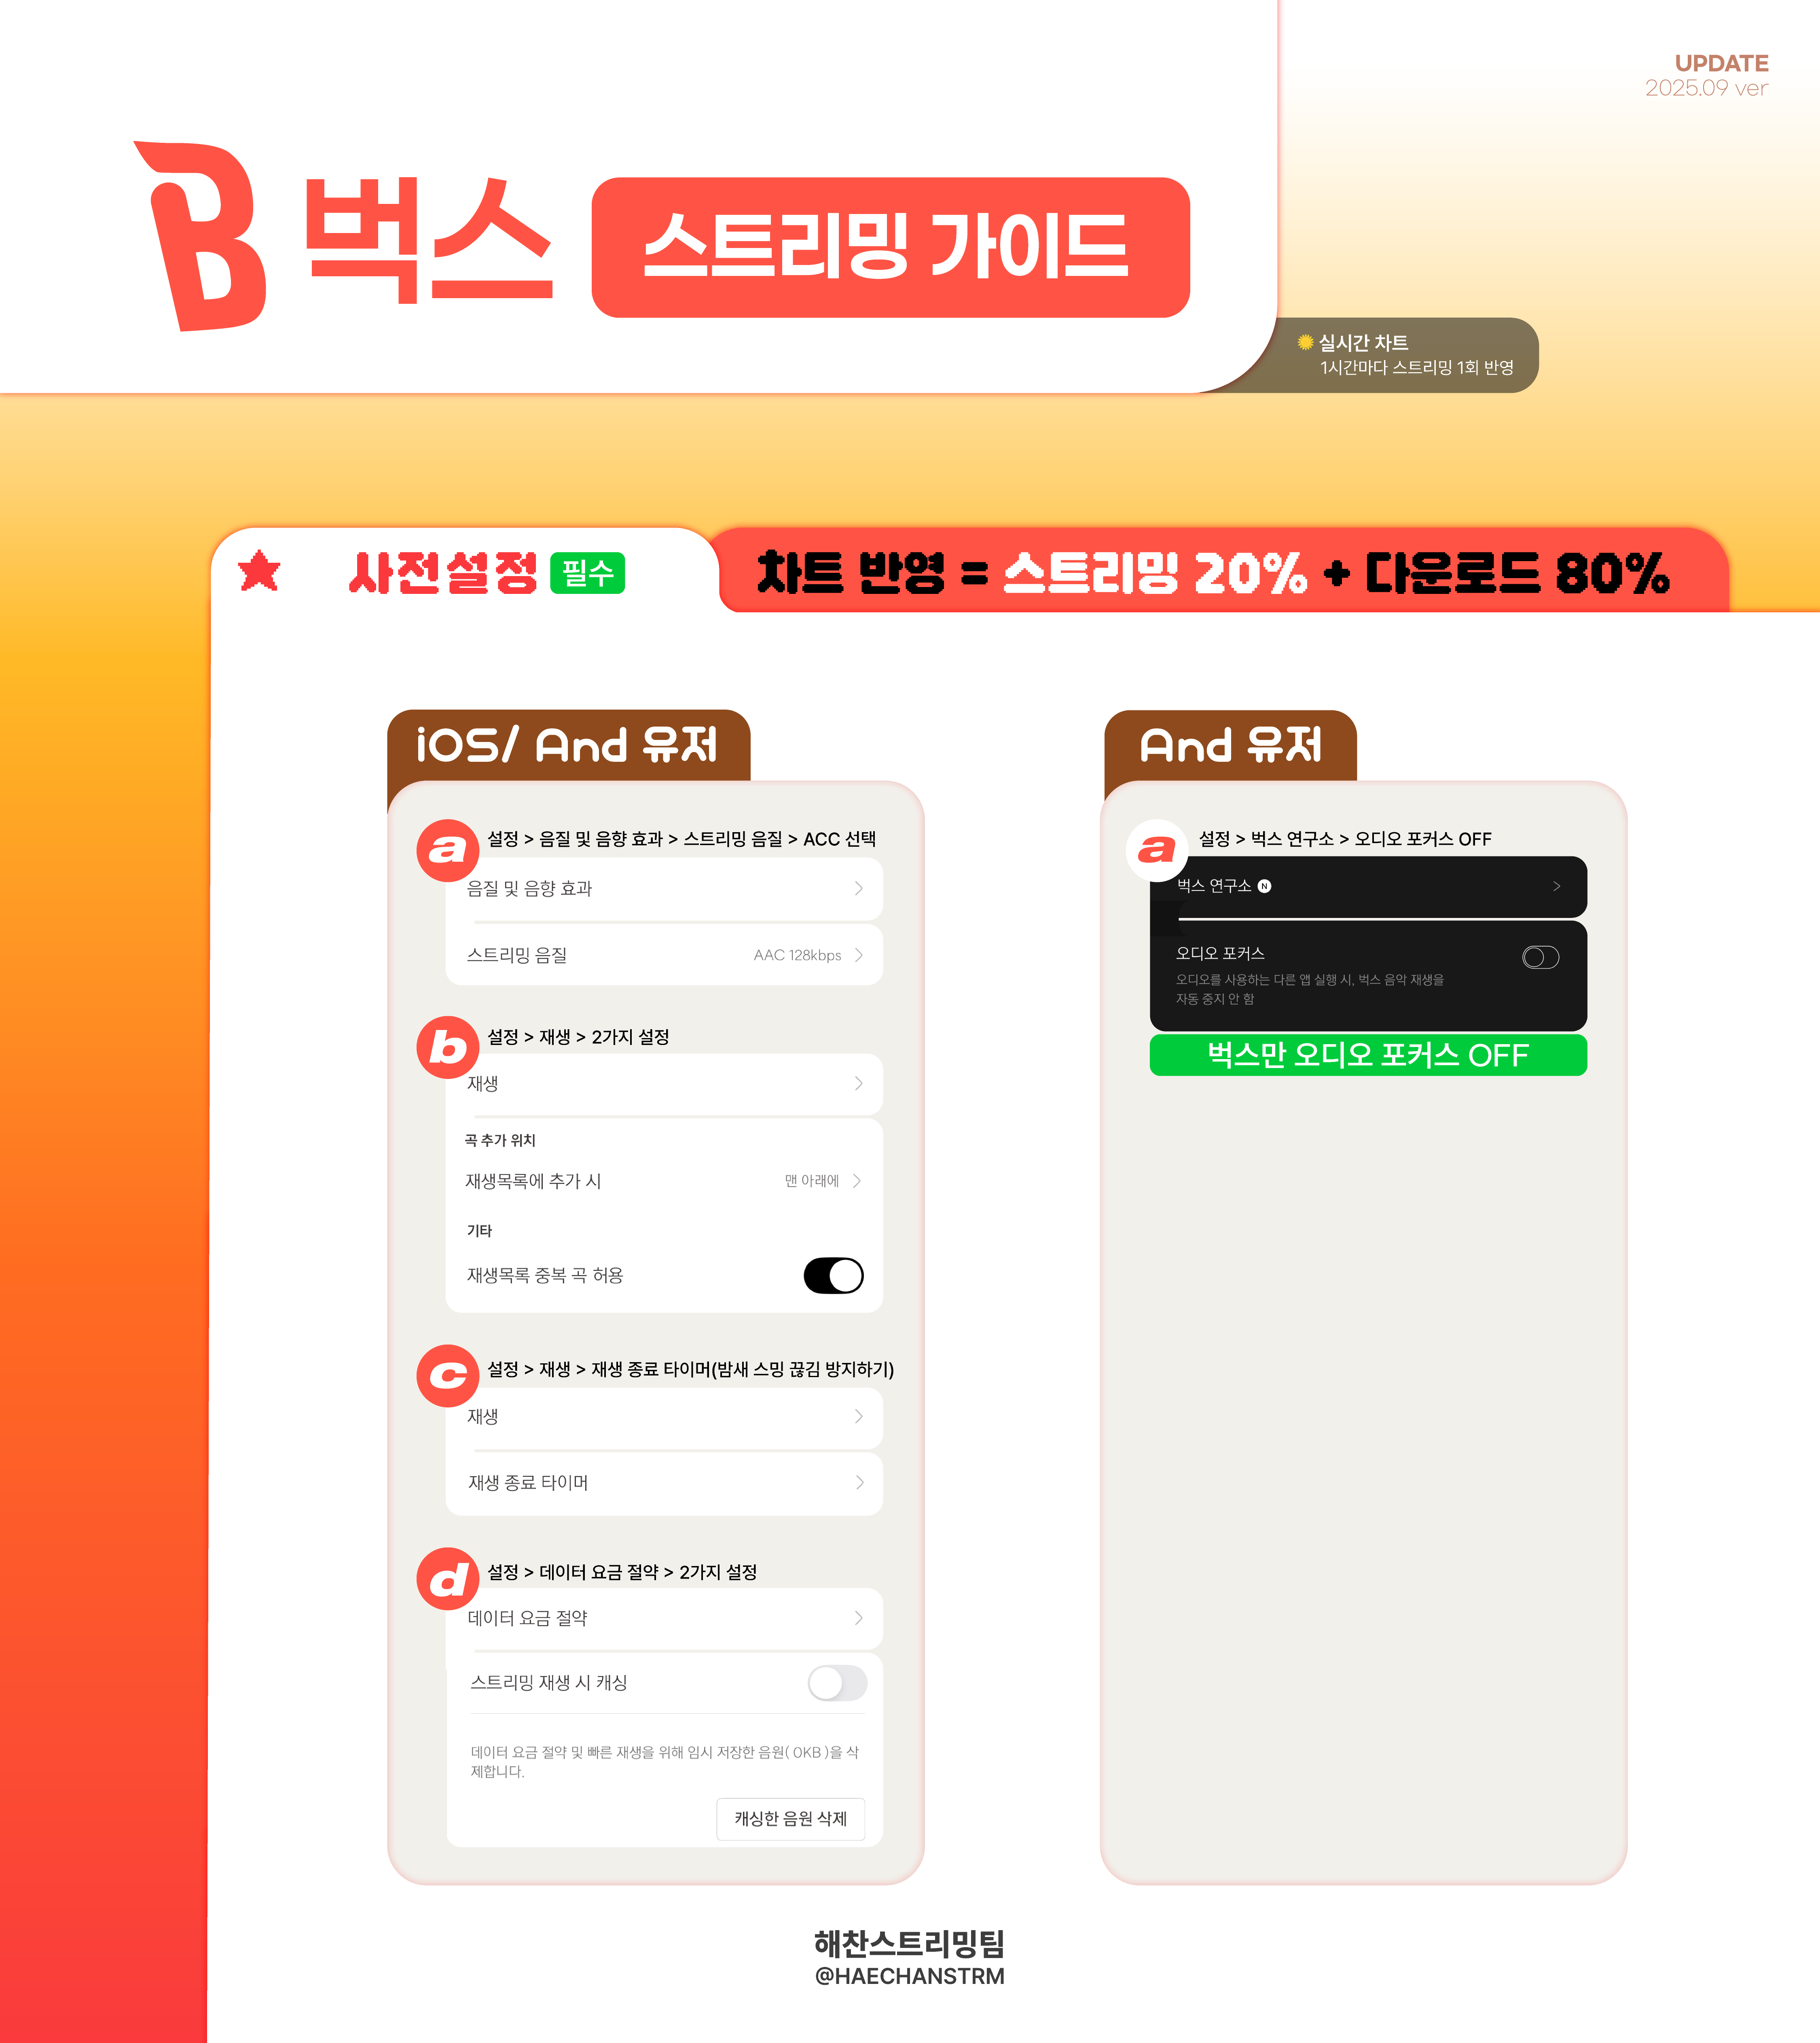 UPDATE
2025.09 ver
B 벅스 스트리밍 가이드
실시간 차트
1시간마다 스트리밍 1회 반영
사전설정 필수
차트 반영 = 스트리밍 20% + 다운로드 80%
iOS/ And 유저
a 설정 > 음질 및 음향 효과 > 스트리밍 음질 > ACC 선택
음질 및 음향 효과
스트리밍 음질 AAC 128kbps
b 설정 > 재생 > 2가지 설정
재생
곡 추가 위치
재생목록에 추가 시 맨 아래에
기타
재생목록 중복 곡 허용
c 설정 > 재생 > 재생 종료 타이머(밤새 스밍 끊김 방지하기)
재생
재생 종료 타이머
d 설정 > 데이터 요금 절약 > 2가지 설정
데이터 요금 절약
스트리밍 재생 시 캐싱
데이터 요금 절약 및 빠른 재생을 위해 임시 저장한 음원( 0KB )을 삭
제합니다.
캐싱한 음원 삭제
And 유저
a 설정 > 벅스 연구소 > 오디오 포커스 OFF
벅스 연구소 N
오디오 포커스
오디오를 사용하는 다른 앱 실행 시, 벅스 음악 재생을
자동 중지 안 함
벅스만 오디오 포커스 OFF
해찬스트리밍팀
@HAECHANSTRM